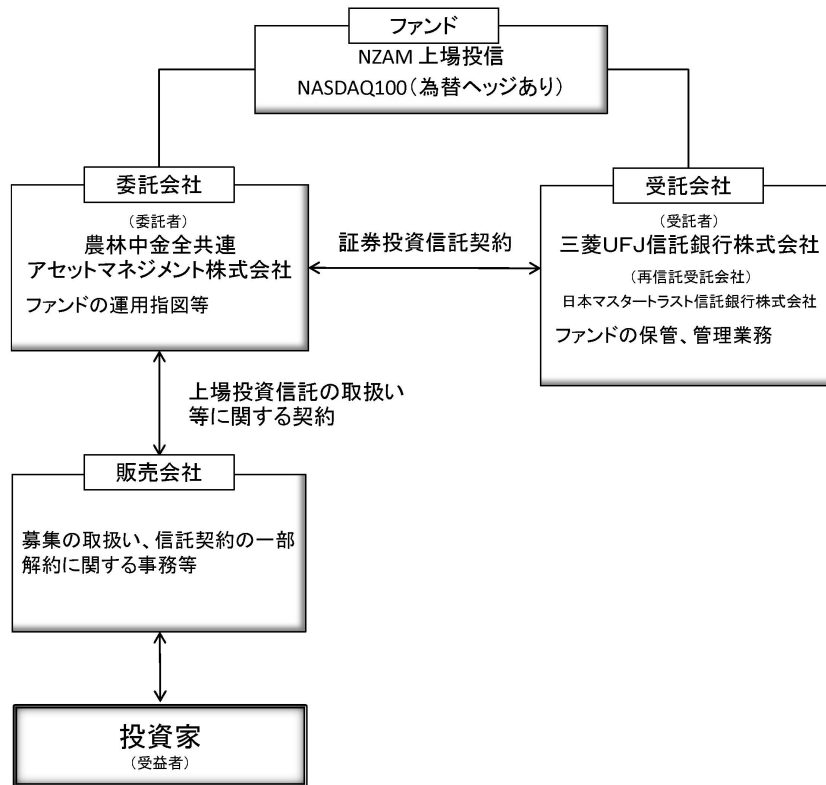 ファンド
NZAM 上場投信
NASDAQ100（為替ヘッジあり）
委託会社
（委託者）
農林中金全共連
アセットマネジメント株式会社
ファンドの運用指図等
証券投資信託契約
受託会社
（受託者）
三菱UFJ信託銀行株式会社
（再信託受託会社）
日本マスタートラスト信託銀行株式会社
ファンドの保管、管理業務
上場投資信託の取扱い
等に関する契約
販売会社
募集の取扱い、信託契約の一部
解約に関する事務等
投資家
（受益者）